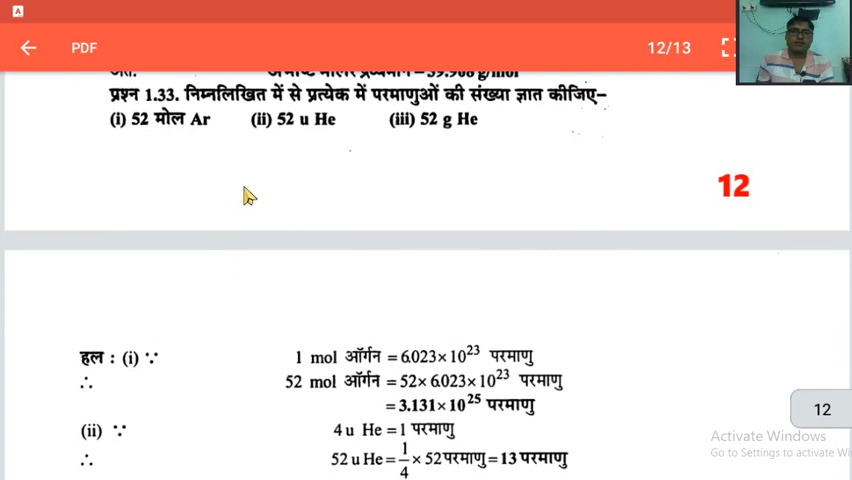 A
PDF
12/13
= 39.968 g/mol
प्रश्न 1.33. निम्नलिखित में से प्रत्येक में परमाणुओं की संख्या ज्ञात कीजिए–
(i) 52 मोल Ar (ii) 52 u He (iii) 52 g He
12
हल : (i) ∵ 1 mol ऑर्गन = 6.023 × 10²³ परमाणु
∴ 52 mol ऑर्गन = 52 × 6.023 × 10²³ परमाणु
= 3.131 × 10²⁵ परमाणु
12
(ii) ∵ 4 u He = 1 परमाणु
Activate Windows
Go to Settings to activate Wi
∴ 52 u He = 1/4 × 52 परमाणु = 13 परमाणु